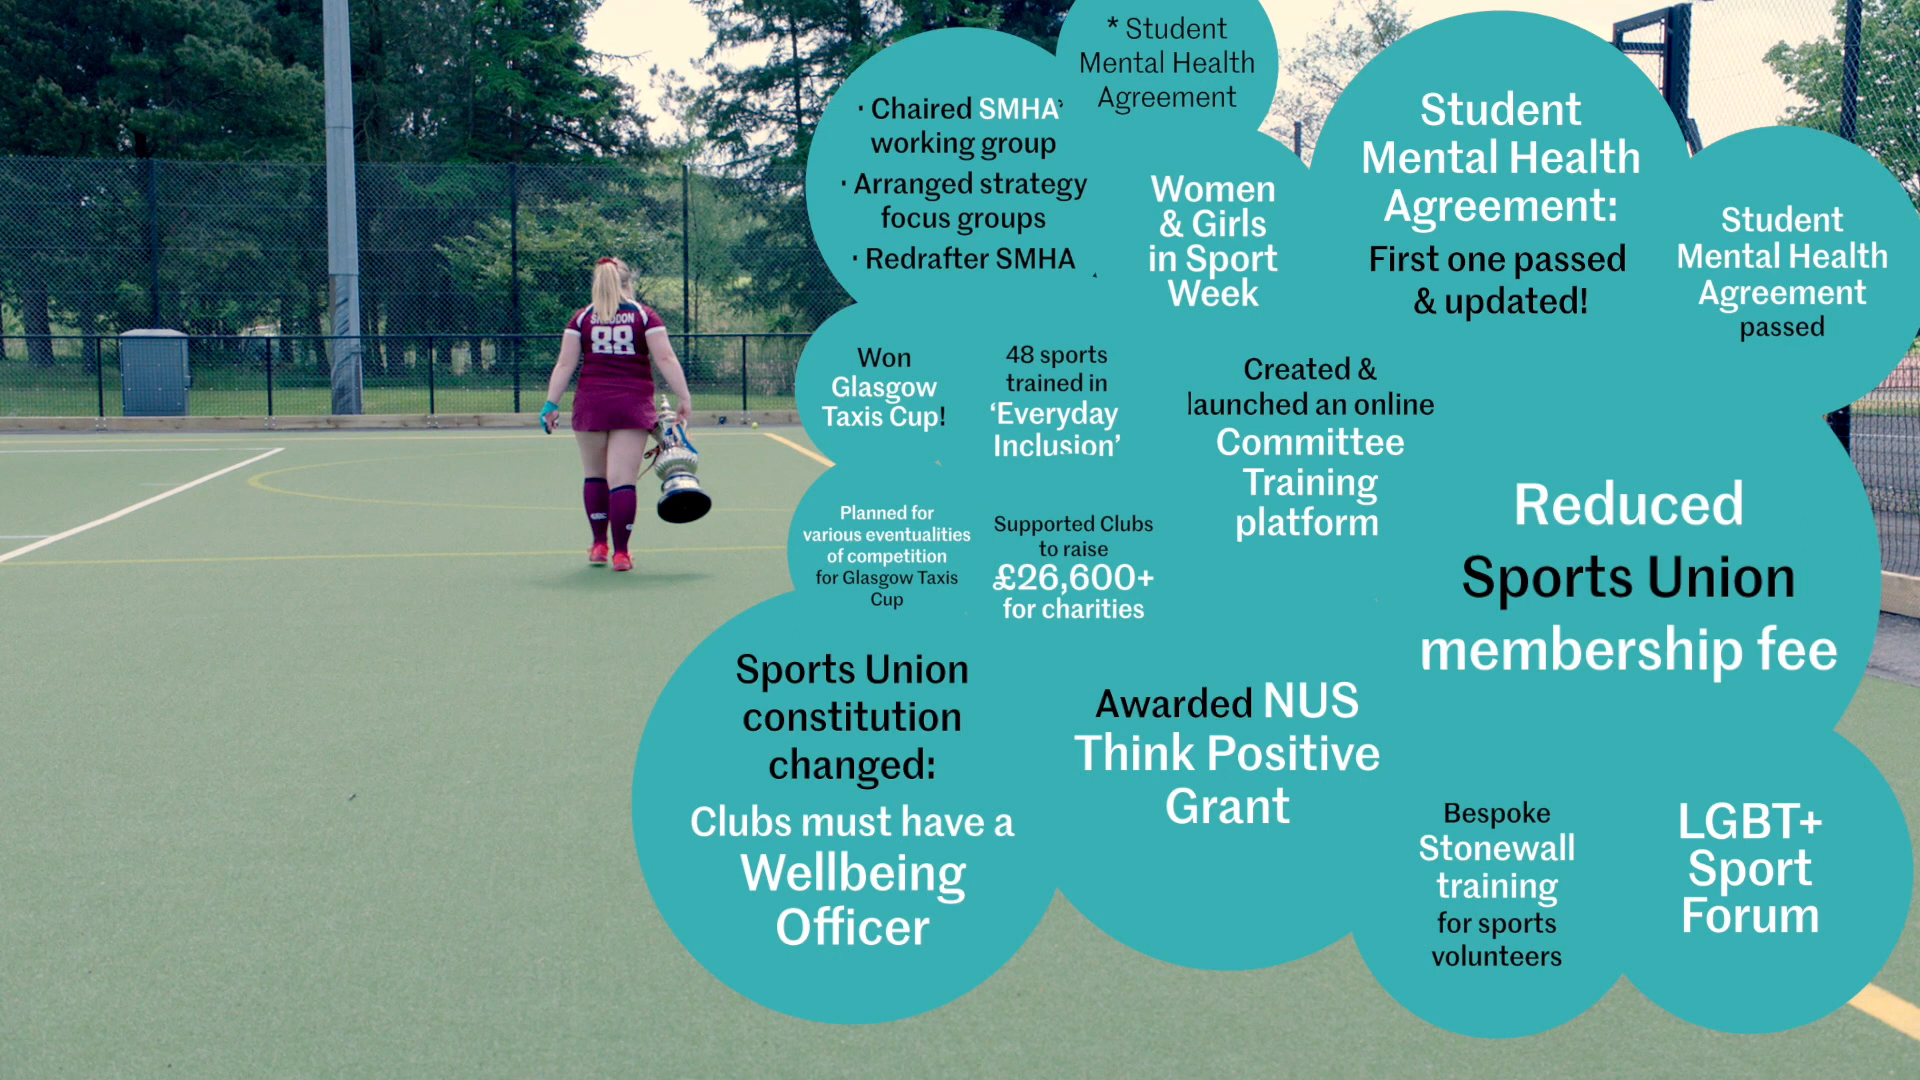 * Student
Mental Health
Agreement
· Chaired SMHA*
working group
· Arranged strategy
focus groups
· Redrafter SMHA
Women
& Girls
in Sport
Week
Student
Mental Health
Agreement:
First one passed
& updated!
Student
Mental Health
Agreement
passed
Won
Glasgow
Taxis Cup!
48 sports
trained in
‘Everyday
Inclusion’
Created &
launched an online
Committee
Training
platform
Planned for
various eventualities
of competition
for Glasgow Taxis
Cup
Supported Clubs
to raise
£26,600+
for charities
Reduced
Sports Union
membership fee
Sports Union
constitution
changed:
Clubs must have a
Wellbeing
Officer
Awarded NUS
Think Positive
Grant
Bespoke
Stonewall
training
for sports
volunteers
LGBT+
Sport
Forum
88